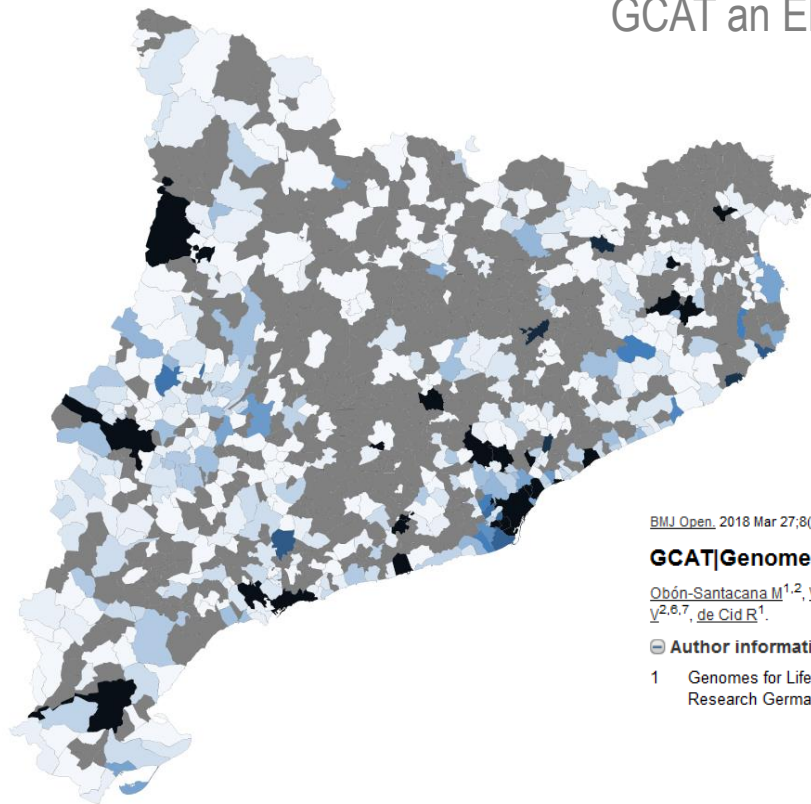 GCAT an
BMJ Open. 2018 Mar 27;8(
GCAT|Genome
Obón-Santacana M1,2,
V2,6,7, de Cid R1.
Author informati
1 Genomes for Life
Research Germa